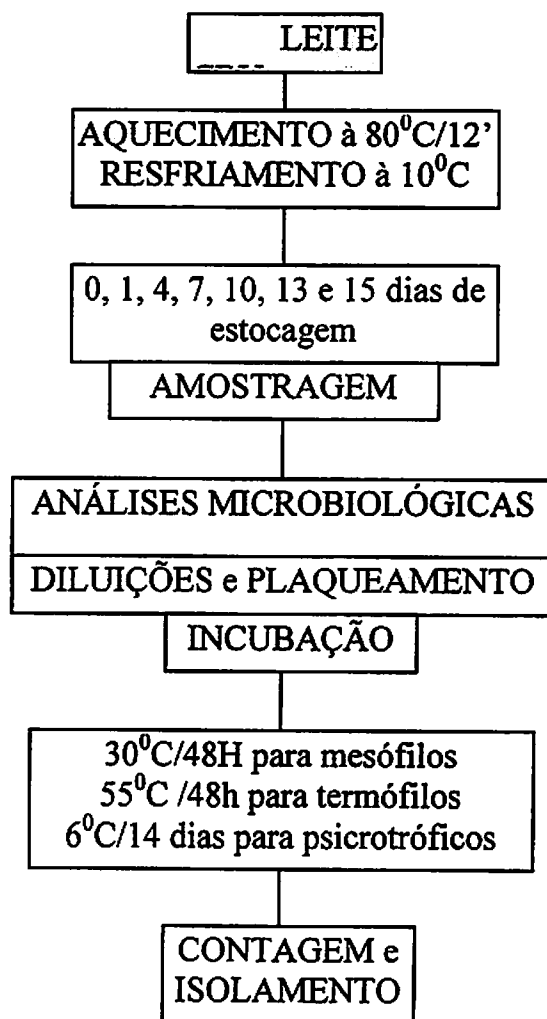 LEITE
AQUECIMENTO à 80⁰C/12’
RESFRIAMENTO à 10⁰C
0, 1, 4, 7, 10, 13 e 15 dias de
estocagem
AMOSTRAGEM
ANÁLISES MICROBIOLÓGICAS
DILUIÇÕES e PLAQUEAMENTO
INCUBAÇÃO
30⁰C/48H para mesófilos
55⁰C /48h para termófilos
6⁰C/14 dias para psicrotróficos
CONTAGEM e
ISOLAMENTO